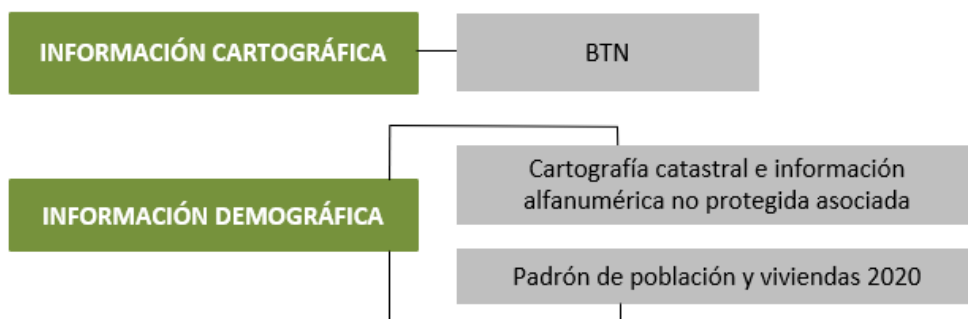 INFORMACIÓN CARTOGRÁFICA
BTN
Cartografía catastral e información
alfanumérica no protegida asociada
INFORMACIÓN DEMOGRÁFICA
Padrón de población y viviendas 2020